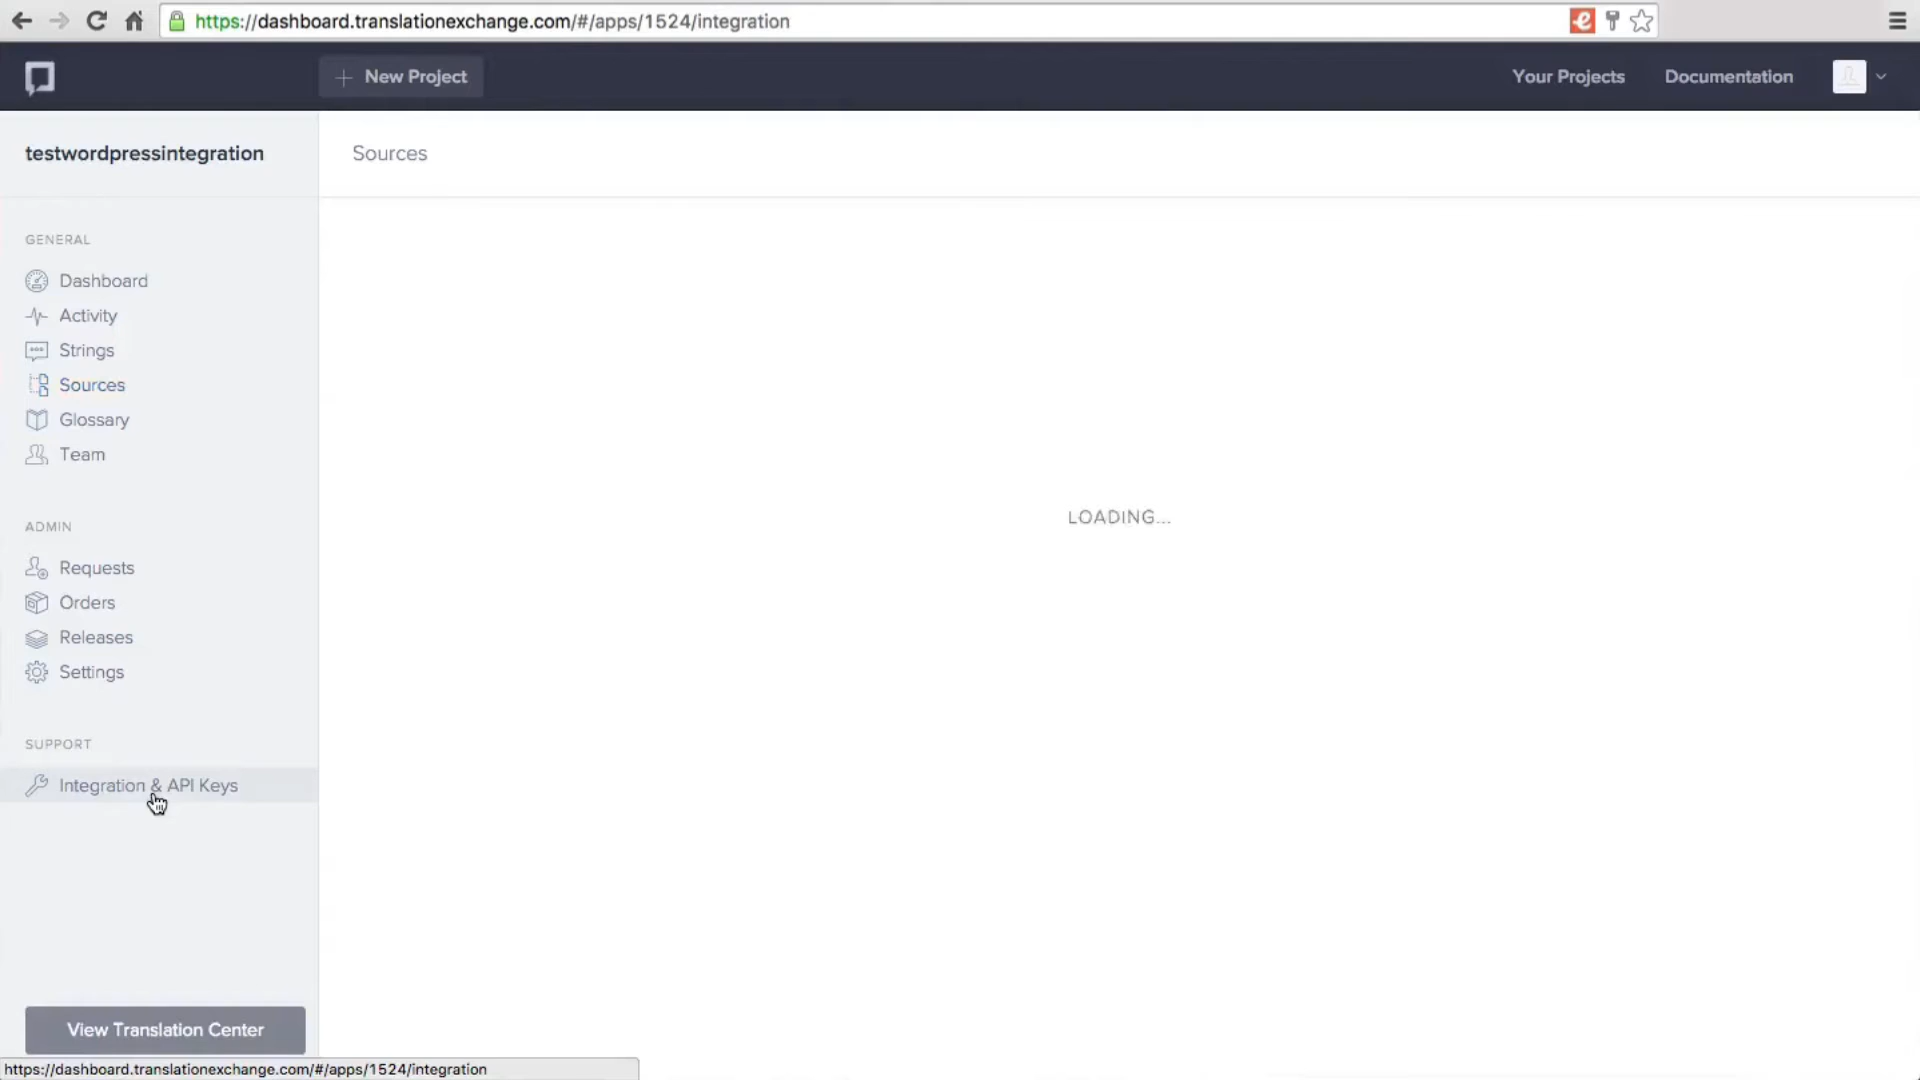 https://dashboard.translationexchange.com/#/apps/1524/integration
New Project
Your Projects
Documentation
testwordpressintegration
Sources
GENERAL
Dashboard
Activity
Strings
Sources
Glossary
Team
LOADING...
ADMIN
Requests
Orders
Releases
Settings
SUPPORT
Integration & API Keys
View Translation Center
https://dashboard.translationexchange.com/#/apps/1524/integration